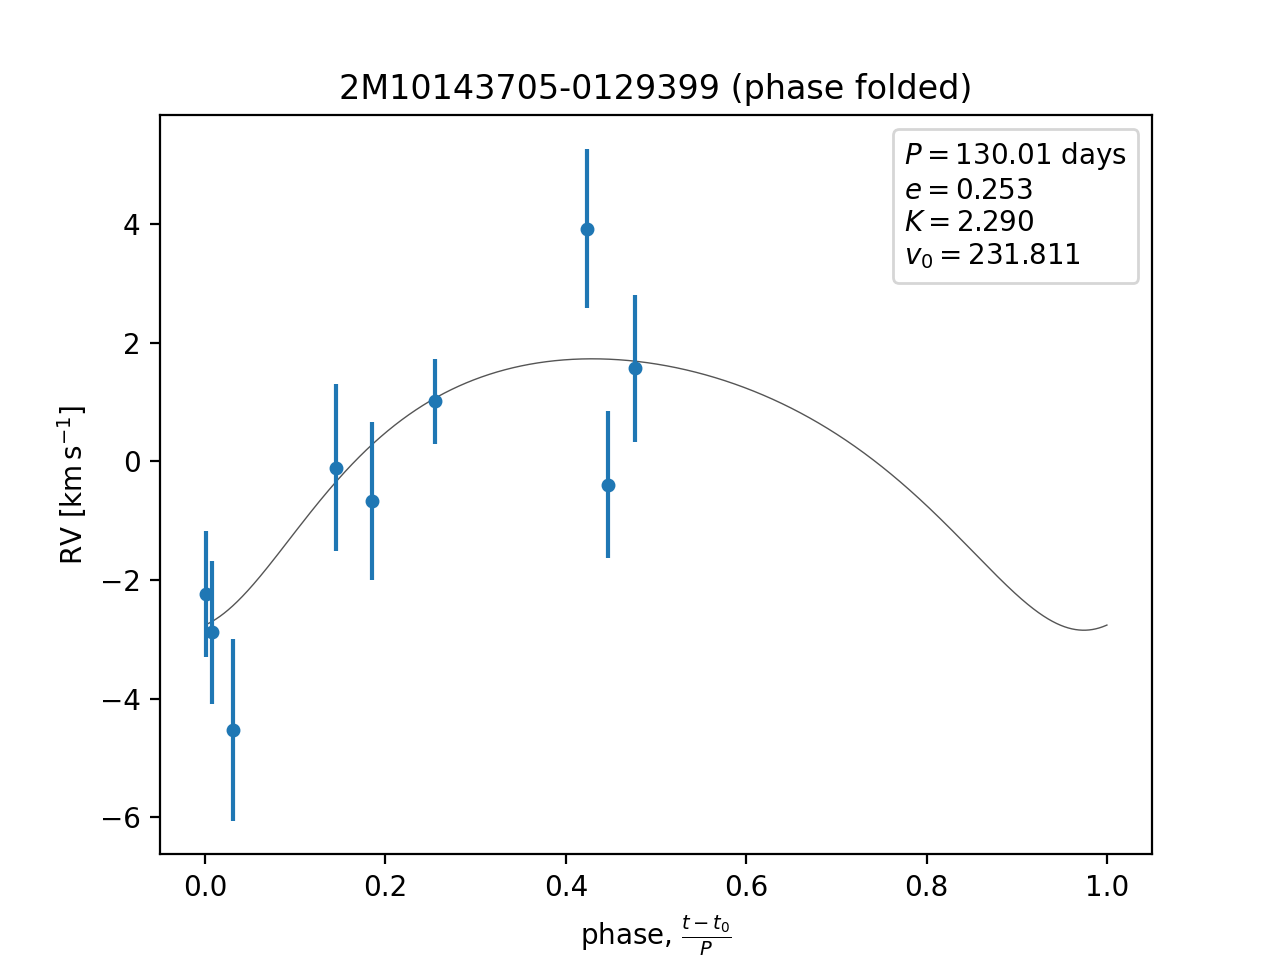 2M10143705-0129399 (phase folded)
P = 130.01 days
e = 0.253
K = 2.290
v₀ = 231.811
4
2
0
−2
−4
−6
RV [km s⁻¹]
0.0 0.2 0.4 0.6 0.8 1.0
phase, (t − t₀)/P